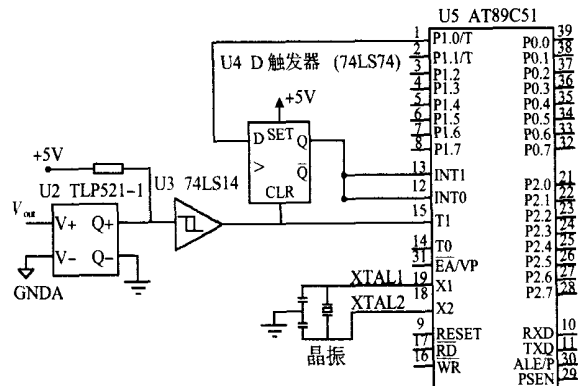 U5 AT89C51
U4 D 触发器 (74LS74)
+5V
D SET Q
>
Q̅
CLR
+5V
U2 TLP521-1
U3 74LS14
Vout
V+ Q+
V− Q−
GNDA
XTAL1
XTAL2
晶振
1 P1.0/T
2 P1.1/T
3 P1.2
4 P1.3
5 P1.4
6 P1.5
7 P1.6
8 P1.7
13 INT1
12 INT0
15 T1
14 T0
31 E̅A̅/VP
19 X1
18 X2
9 RESET
17 R̅D̅
16 W̅R̅
P0.0 39
P0.1 38
P0.2 37
P0.3 36
P0.4 35
P0.5 34
P0.6 33
P0.7 32
P2.0 21
P2.1 22
P2.2 23
P2.3 24
P2.4 25
P2.5 26
P2.6 27
P2.7 28
RXD 10
TXD 11
ALE/P 30
PSEN 29